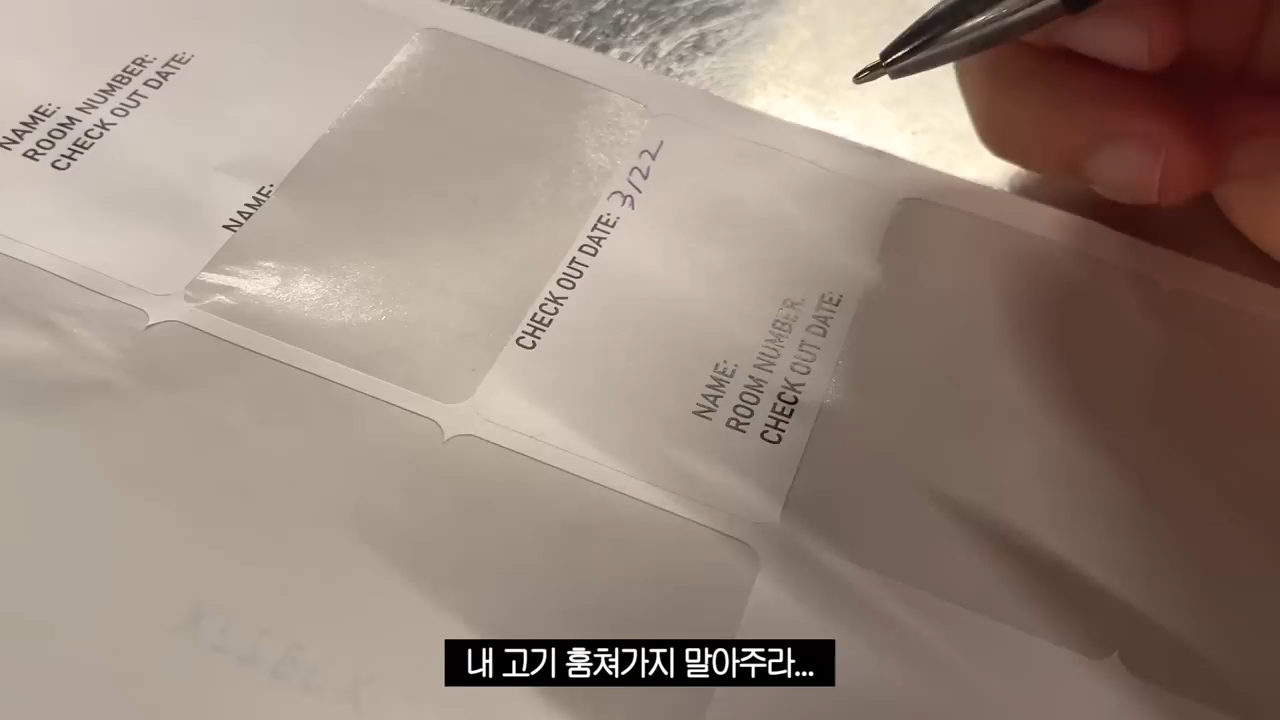 NAME:
ROOM NUMBER:
CHECK OUT DATE:
NAME:
CHECK OUT DATE: 3/22
NAME:
ROOM NUMBER:
CHECK OUT DATE:
내 고기 훔쳐가지 말아주라...